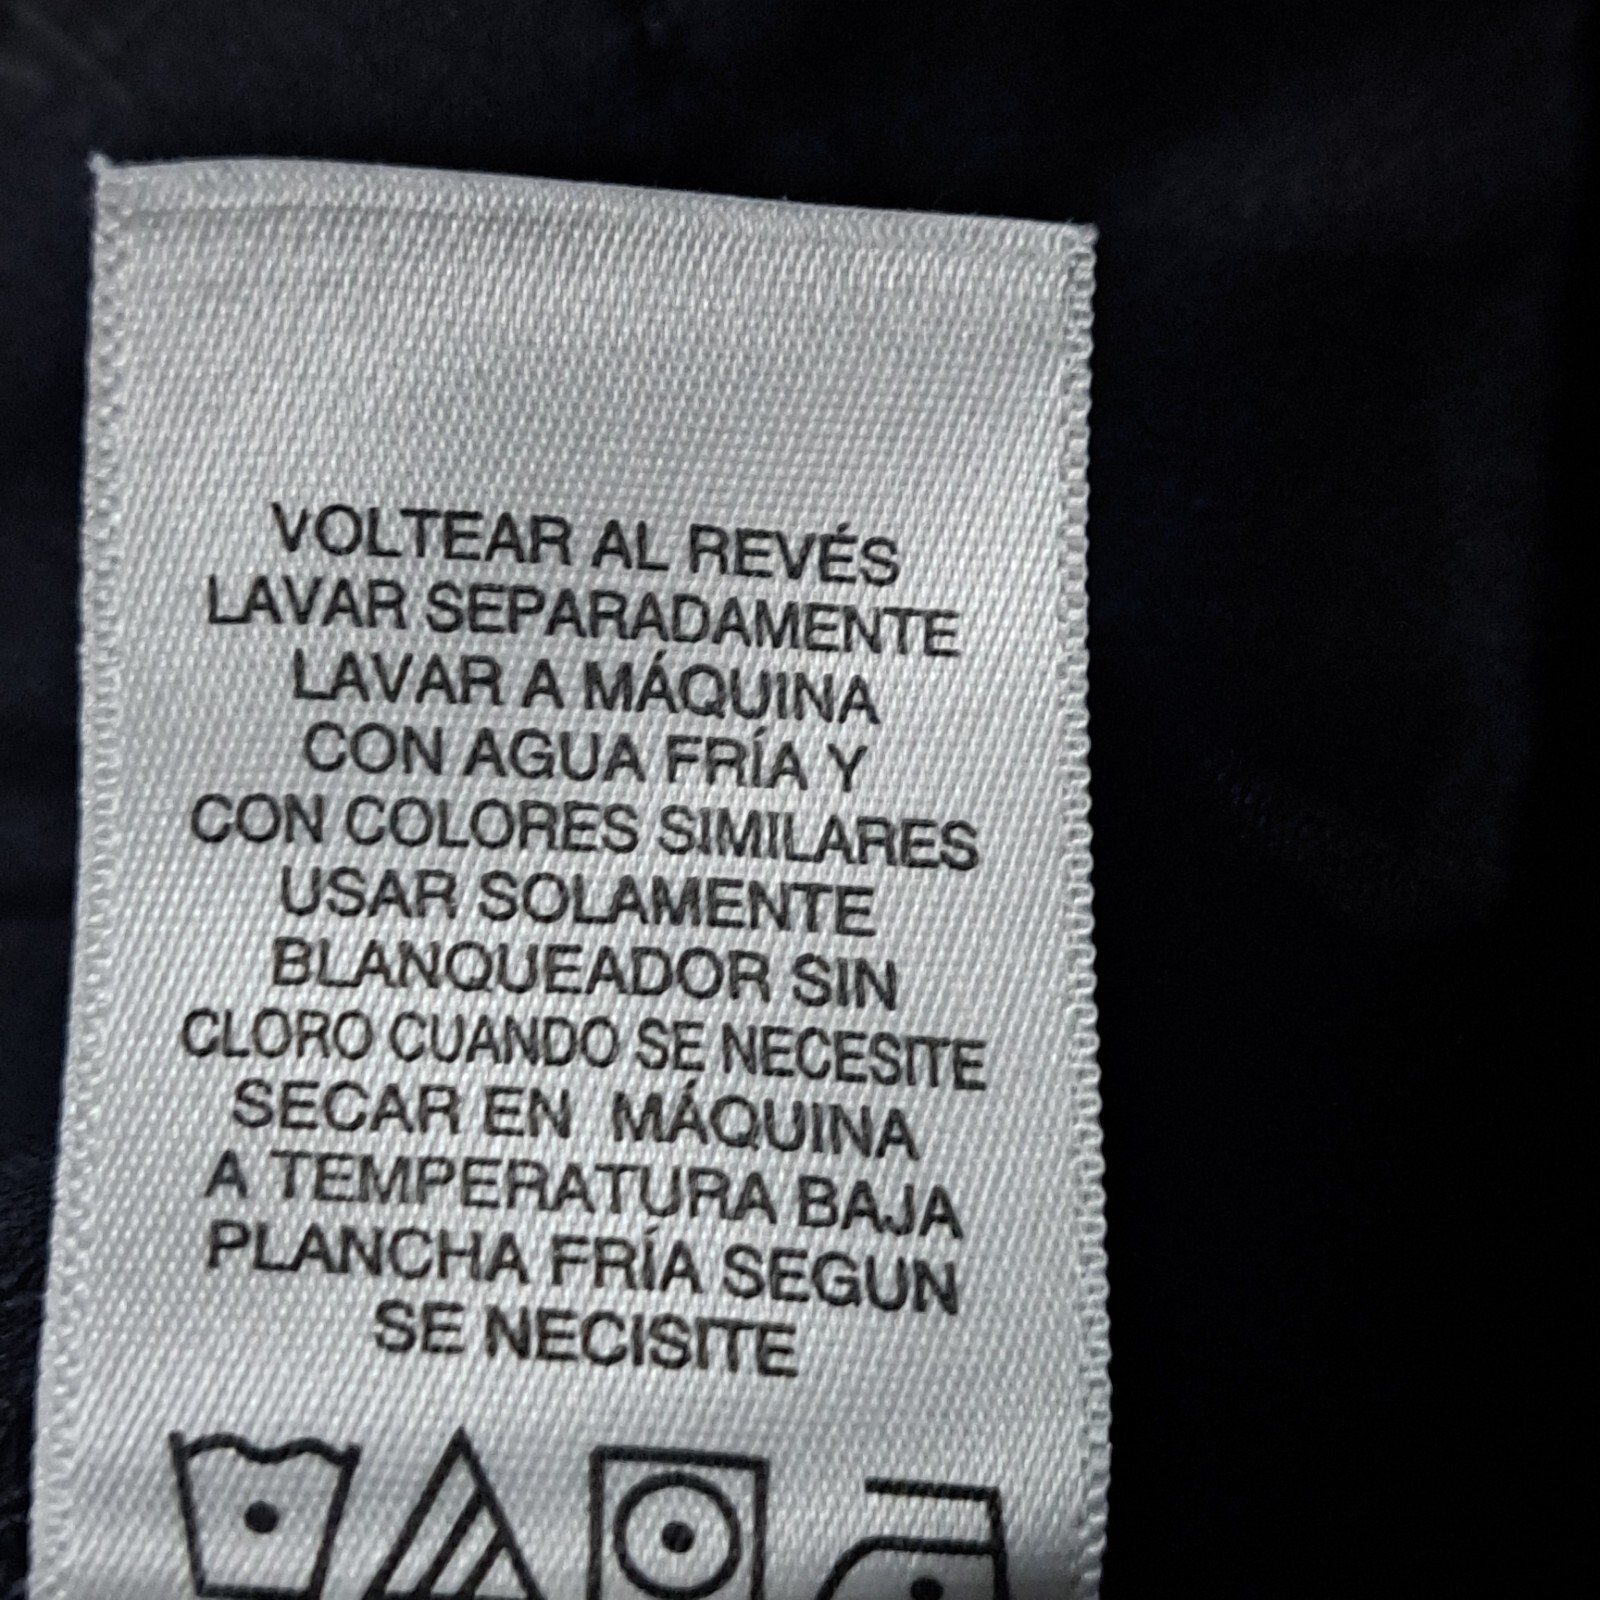 VOLTEAR AL REVÉS
LAVAR SEPARADAMENTE
LAVAR A MÁQUINA
CON AGUA FRÍA Y
CON COLORES SIMILARES
USAR SOLAMENTE
BLANQUEADOR SIN
CLORO CUANDO SE NECESITE
SECAR EN MÁQUINA
A TEMPERATURA BAJA
PLANCHA FRÍA SEGUN
SE NECISITE